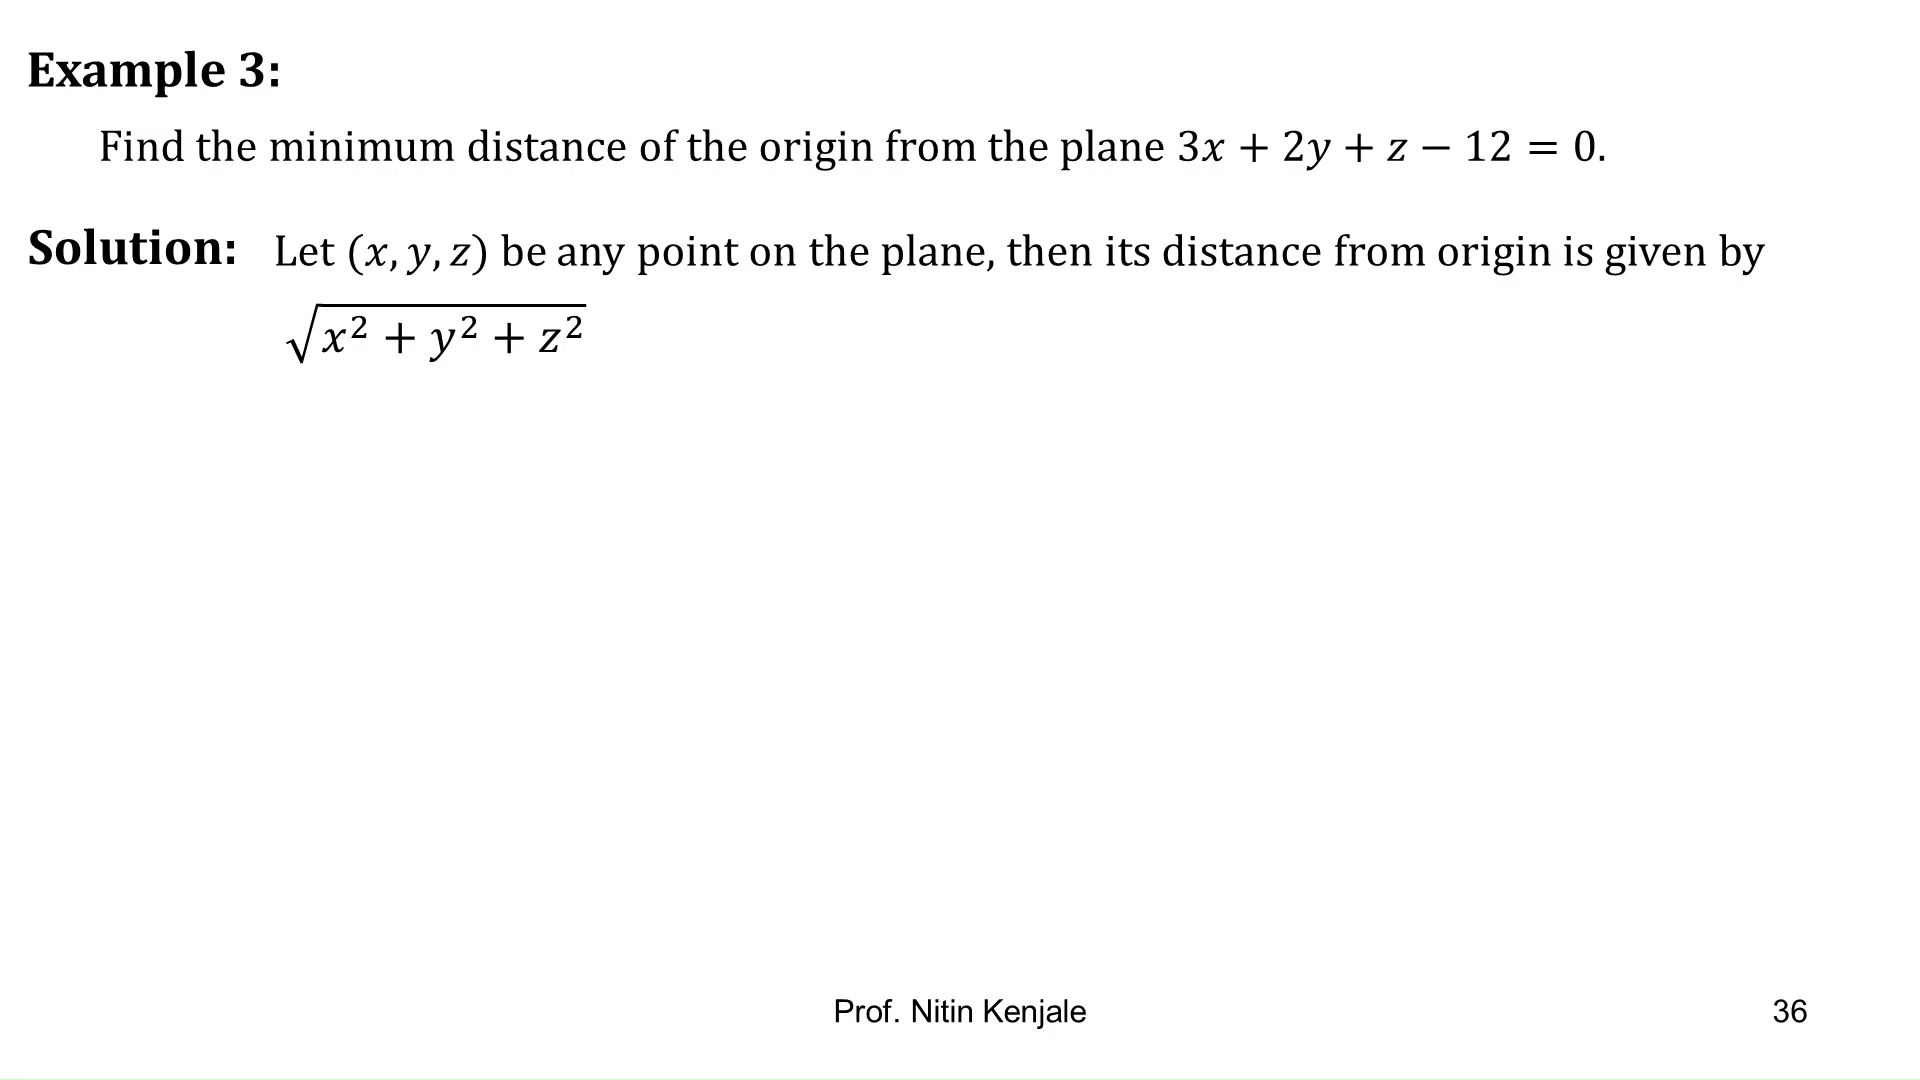 Example 3:
Find the minimum distance of the origin from the plane 3𝑥 + 2𝑦 + 𝑧 − 12 = 0.
Solution: Let (𝑥, 𝑦, 𝑧) be any point on the plane, then its distance from origin is given by
√𝑥² + 𝑦² + 𝑧²
Prof. Nitin Kenjale 36